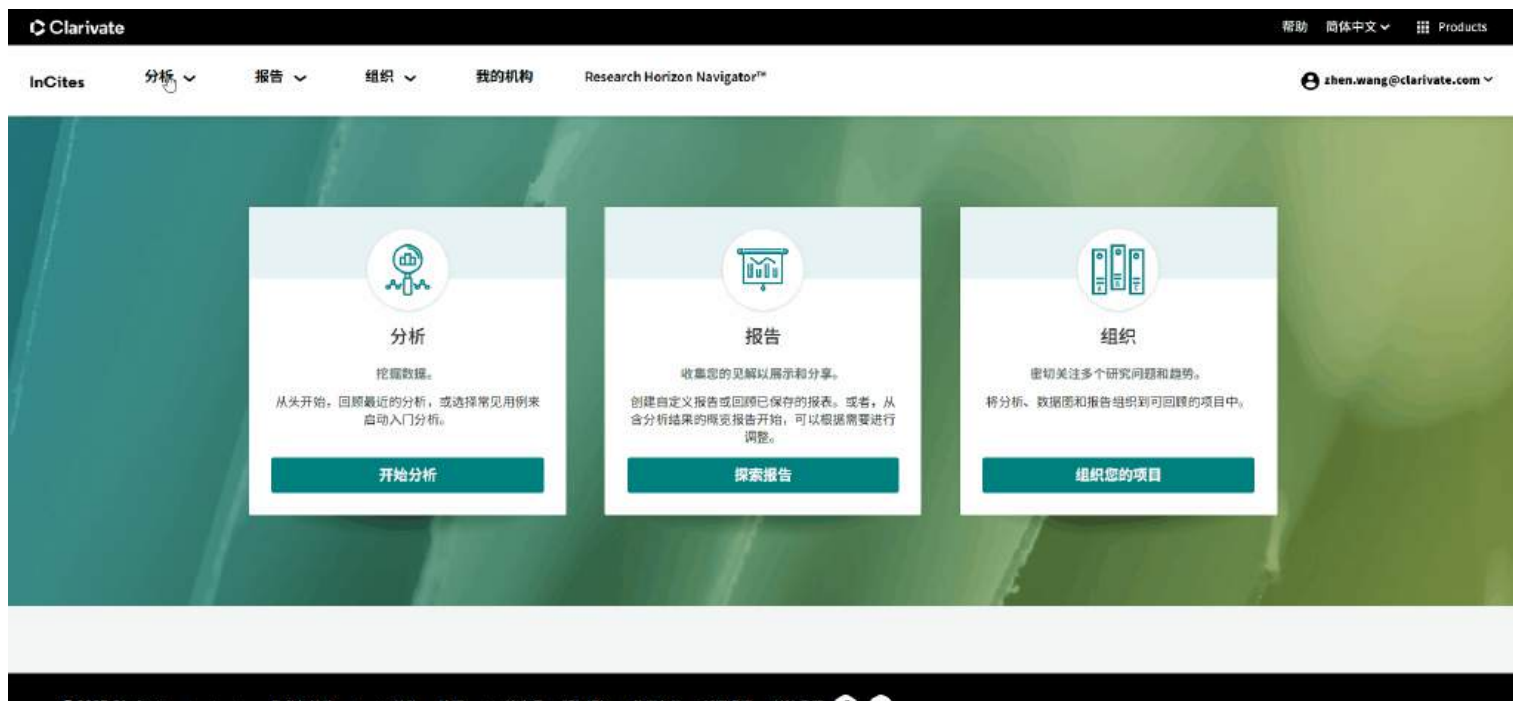 Clarivate
帮助 简体中文 Products
InCites 分析 报告 组织 我的机构 Research Horizon Navigator™ zhen.wang@clarivate.com
分析
挖掘数据。
从头开始，回顾最近的分析，或选择常见用例来
启动入门分析。
开始分析
报告
收集您的见解以展示和分享。
创建自定义报告或回顾已保存的报表。或者，从
含分析结果的概览报告开始，可以根据需要进行
调整。
探索报告
组织
密切关注多个研究问题和趋势。
将分析、数据图和报告组织到可回顾的项目中。
组织您的项目